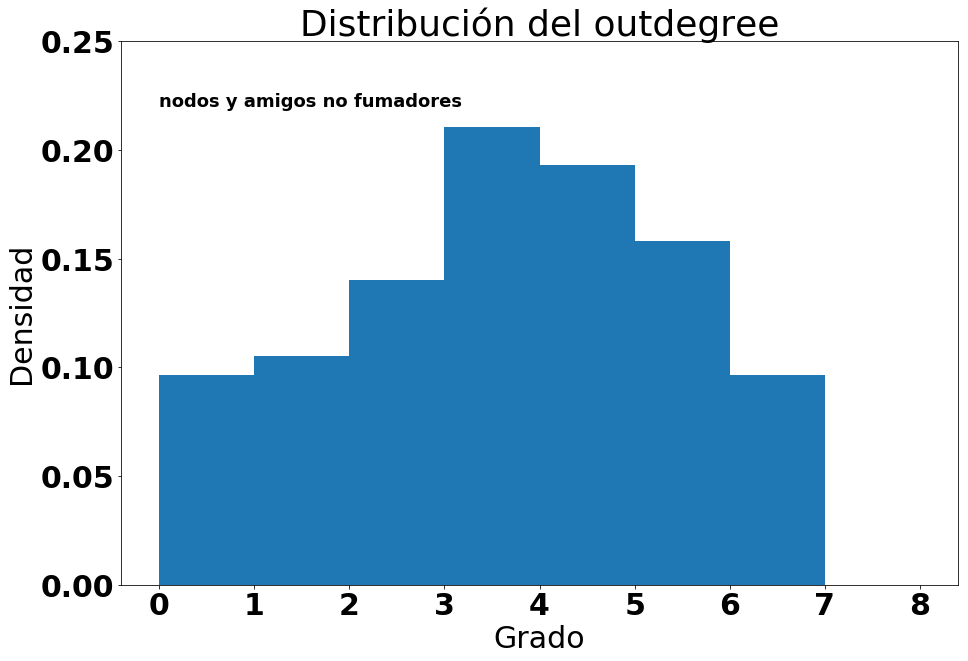 Distribución del outdegree
nodos y amigos no fumadores
Densidad
0.25
0.20
0.15
0.10
0.05
0.00
0 1 2 3 4 5 6 7 8
Grado